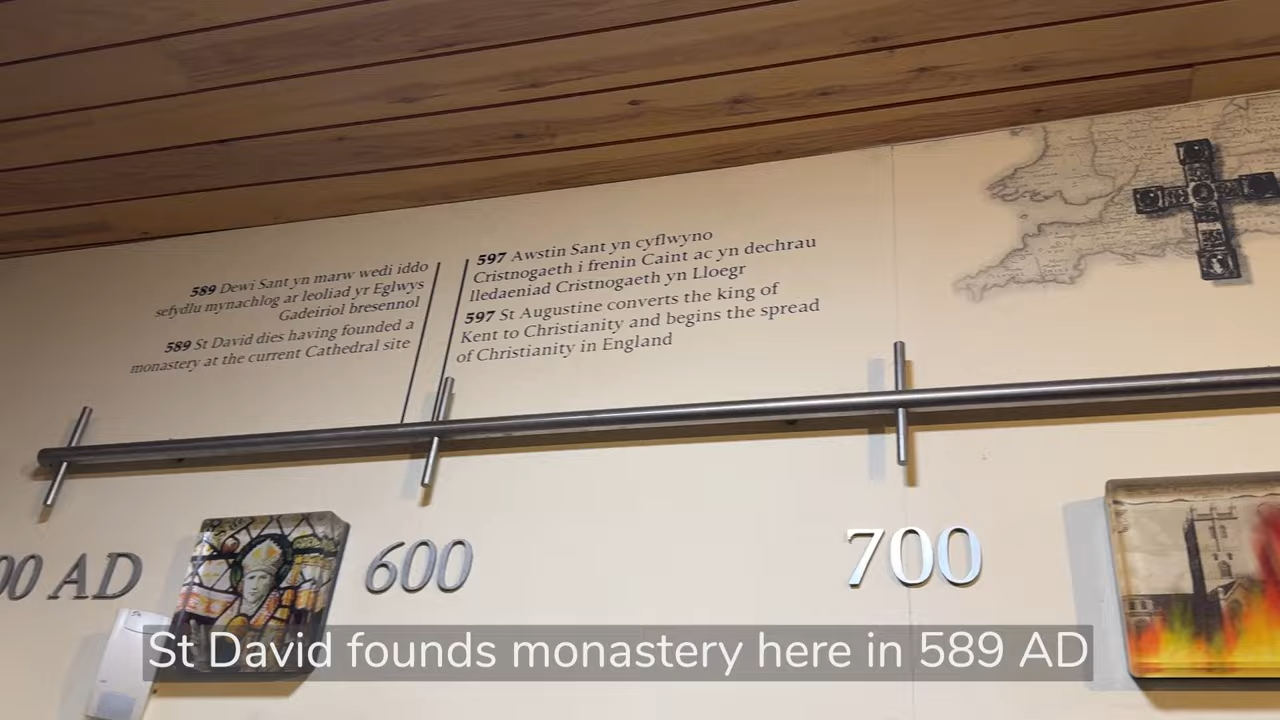 589 Dewi Sant yn marw wedi iddo
sefydlu mynachlog ar leoliad yr Eglwys
Gadeiriol bresennol
589 St David dies having founded a
monastery at the current Cathedral site
597 Awstin Sant yn cyflwyno
Cristnogaeth i frenin Caint ac yn dechrau
lledaeniad Cristnogaeth yn Lloegr
597 St Augustine converts the king of
Kent to Christianity and begins the spread
of Christianity in England
00 AD
600
700
St David founds monastery here in 589 AD